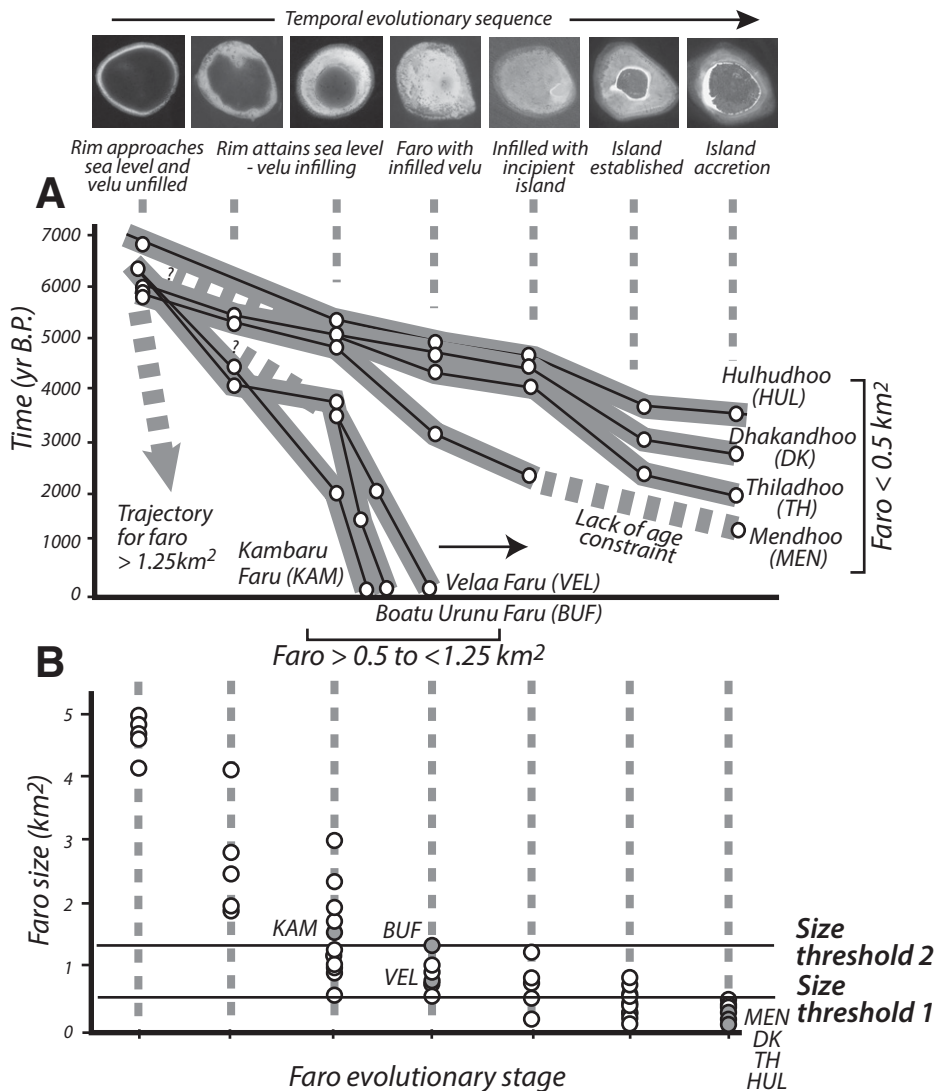 Temporal evolutionary sequence
Rim approaches
sea level and
velu unfilled
Rim attains sea level
- velu infilling
Faro with
infilled velu
Infilled with
incipient
island
Island
established
Island
accretion
A
7000
6000
5000
4000
3000
2000
1000
0
Time (yr B.P.)
?
?
Hulhudhoo
(HUL)
Dhakandhoo
(DK)
Thiladhoo
(TH)
Mendhoo
(MEN)
Faro < 0.5 km2
Lack of age
constraint
Trajectory
for faro
> 1.25km2
Kambaru
Faru (KAM)
Velaa Faru (VEL)
Boatu Urunu Faru (BUF)
Faro > 0.5 to <1.25 km2
B
5
4
3
2
1
0
Faro size (km2)
KAM
BUF
VEL
Size
threshold 2
Size
threshold 1
MEN
DK
TH
HUL
Faro evolutionary stage